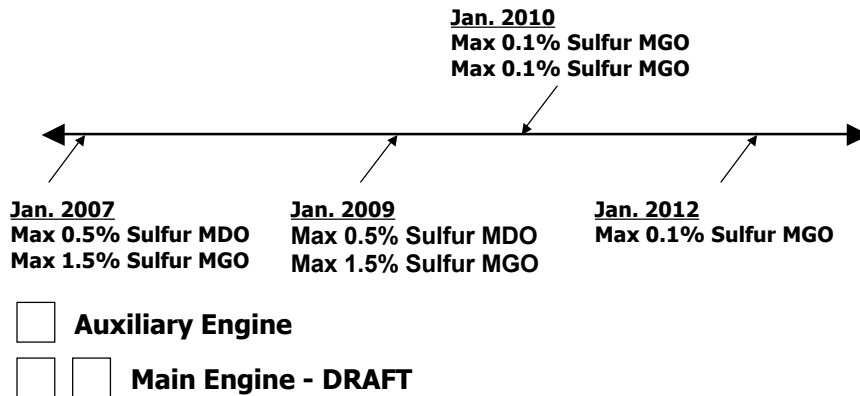 Jan. 2010
Max 0.1% Sulfur MGO
Max 0.1% Sulfur MGO
Jan. 2007
Max 0.5% Sulfur MDO
Max 1.5% Sulfur MGO
Jan. 2009
Max 0.5% Sulfur MDO
Max 1.5% Sulfur MGO
Jan. 2012
Max 0.1% Sulfur MGO
Auxiliary Engine
Main Engine - DRAFT